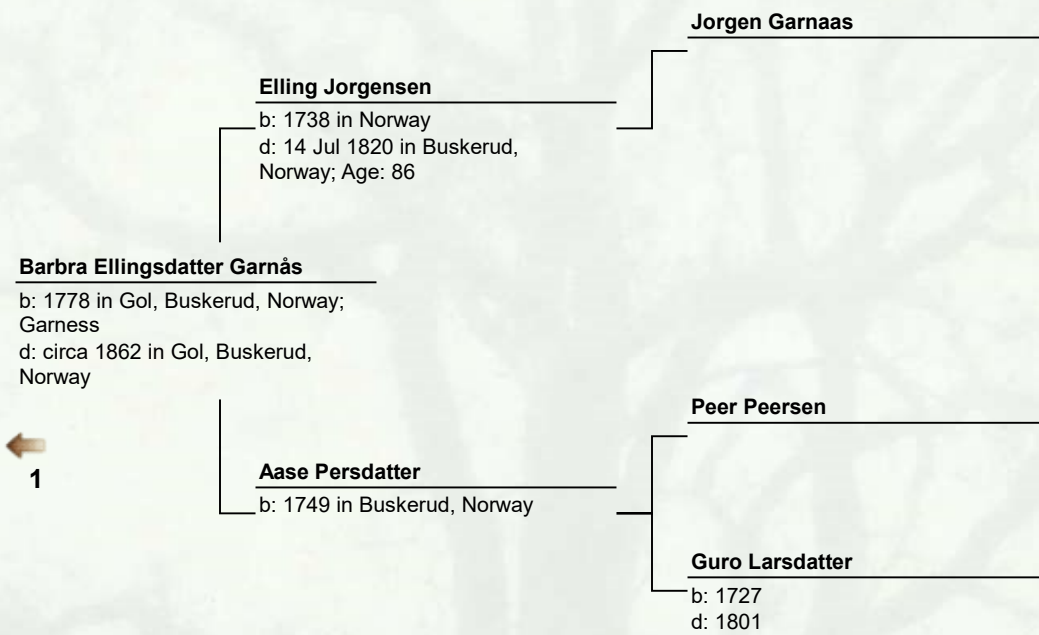 Jorgen Garnaas
Elling Jorgensen
b: 1738 in Norway
d: 14 Jul 1820 in Buskerud,
Norway; Age: 86
Barbra Ellingsdatter Garnås
b: 1778 in Gol, Buskerud, Norway;
Garness
d: circa 1862 in Gol, Buskerud,
Norway
1
Peer Peersen
Aase Persdatter
b: 1749 in Buskerud, Norway
Guro Larsdatter
b: 1727
d: 1801